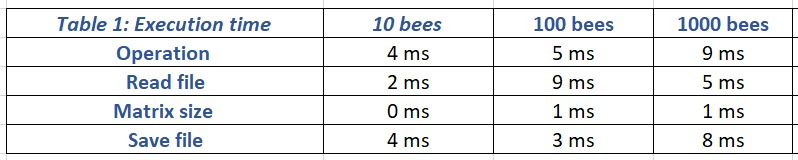 Table 1: Execution time 10 bees 100 bees 1000 bees
Operation 4 ms 5 ms 9 ms
Read file 2 ms 9 ms 5 ms
Matrix size 0 ms 1 ms 1 ms
Save file 4 ms 3 ms 8 ms